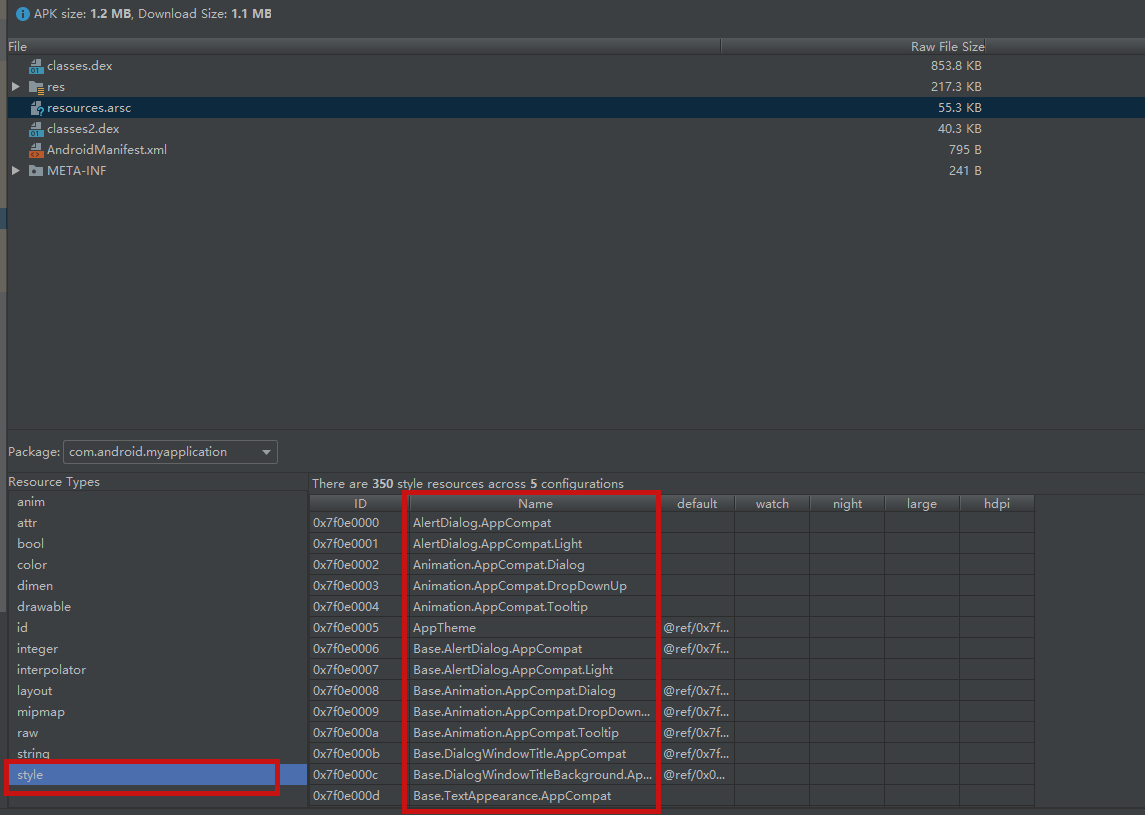 APK size: 1.2 MB, Download Size: 1.1 MB
File Raw File Size
classes.dex 853.8 KB
res 217.3 KB
resources.arsc 55.3 KB
classes2.dex 40.3 KB
AndroidManifest.xml 795 B
META-INF 241 B
Package: com.android.myapplication
Resource Types
anim
attr
bool
color
dimen
drawable
id
integer
interpolator
layout
mipmap
raw
string
style
There are 350 style resources across 5 configurations
ID Name default watch night large hdpi
0x7f0e0000 AlertDialog.AppCompat
0x7f0e0001 AlertDialog.AppCompat.Light
0x7f0e0002 Animation.AppCompat.Dialog
0x7f0e0003 Animation.AppCompat.DropDownUp
0x7f0e0004 Animation.AppCompat.Tooltip
0x7f0e0005 AppTheme @ref/0x7f...
0x7f0e0006 Base.AlertDialog.AppCompat @ref/0x7f...
0x7f0e0007 Base.AlertDialog.AppCompat.Light
0x7f0e0008 Base.Animation.AppCompat.Dialog @ref/0x7f...
0x7f0e0009 Base.Animation.AppCompat.DropDown... @ref/0x7f...
0x7f0e000a Base.Animation.AppCompat.Tooltip @ref/0x7f...
0x7f0e000b Base.DialogWindowTitle.AppCompat @ref/0x7f...
0x7f0e000c Base.DialogWindowTitleBackground.Ap... @ref/0x0...
0x7f0e000d Base.TextAppearance.AppCompat